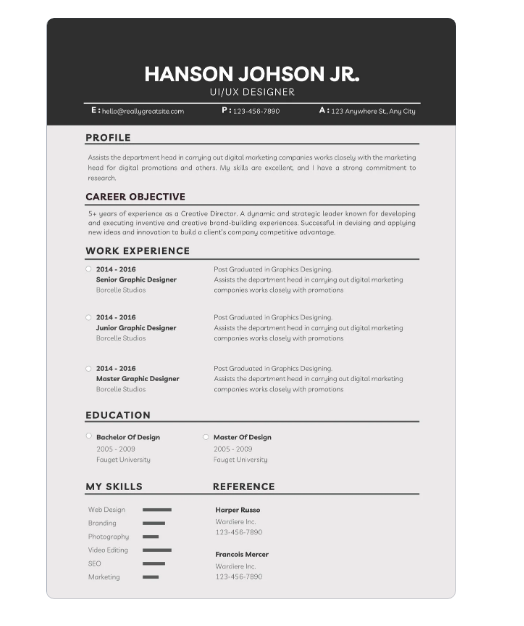 HANSON JOHSON JR.
UI/UX DESIGNER
E : hello@reallygreatsite.com P : 123-456-7890 A : 123 Anywhere St., Any City
PROFILE
Assists the department head in carrying out digital marketing companies works closely with the marketing
head for digital promotions and others. My skills are excellent, and I have a strong commitment to
research.
CAREER OBJECTIVE
5+ years of experience as a Creative Director. A dynamic and strategic leader known for developing
and executing inventive and creative brand-building experiences. Successful in devising and applying
new ideas and innovation to build a client's company competitive advantage.
WORK EXPERIENCE
2014 - 2016 Post Graduated in Graphics Designing.
Senior Graphic Designer Assists the department head in carrying out digital marketing
Borcelle Studios companies works closely with promotions
2014 - 2016 Post Graduated in Graphics Designing.
Junior Graphic Designer Assists the department head in carrying out digital marketing
Borcelle Studios companies works closely with promotions
2014 - 2016 Post Graduated in Graphics Designing.
Master Graphic Designer Assists the department head in carrying out digital marketing
Borcelle Studios companies works closely with promotions
EDUCATION
Bachelor Of Design Master Of Design
2005 - 2009 2005 - 2009
Fauget University Fauget University
MY SKILLS REFERENCE
Web Design
Branding
Photography
Video Editing
SEO
Marketing
Harper Russo
Wardiere Inc.
123-456-7890
Francois Mercer
Wardiere Inc.
123-456-7890